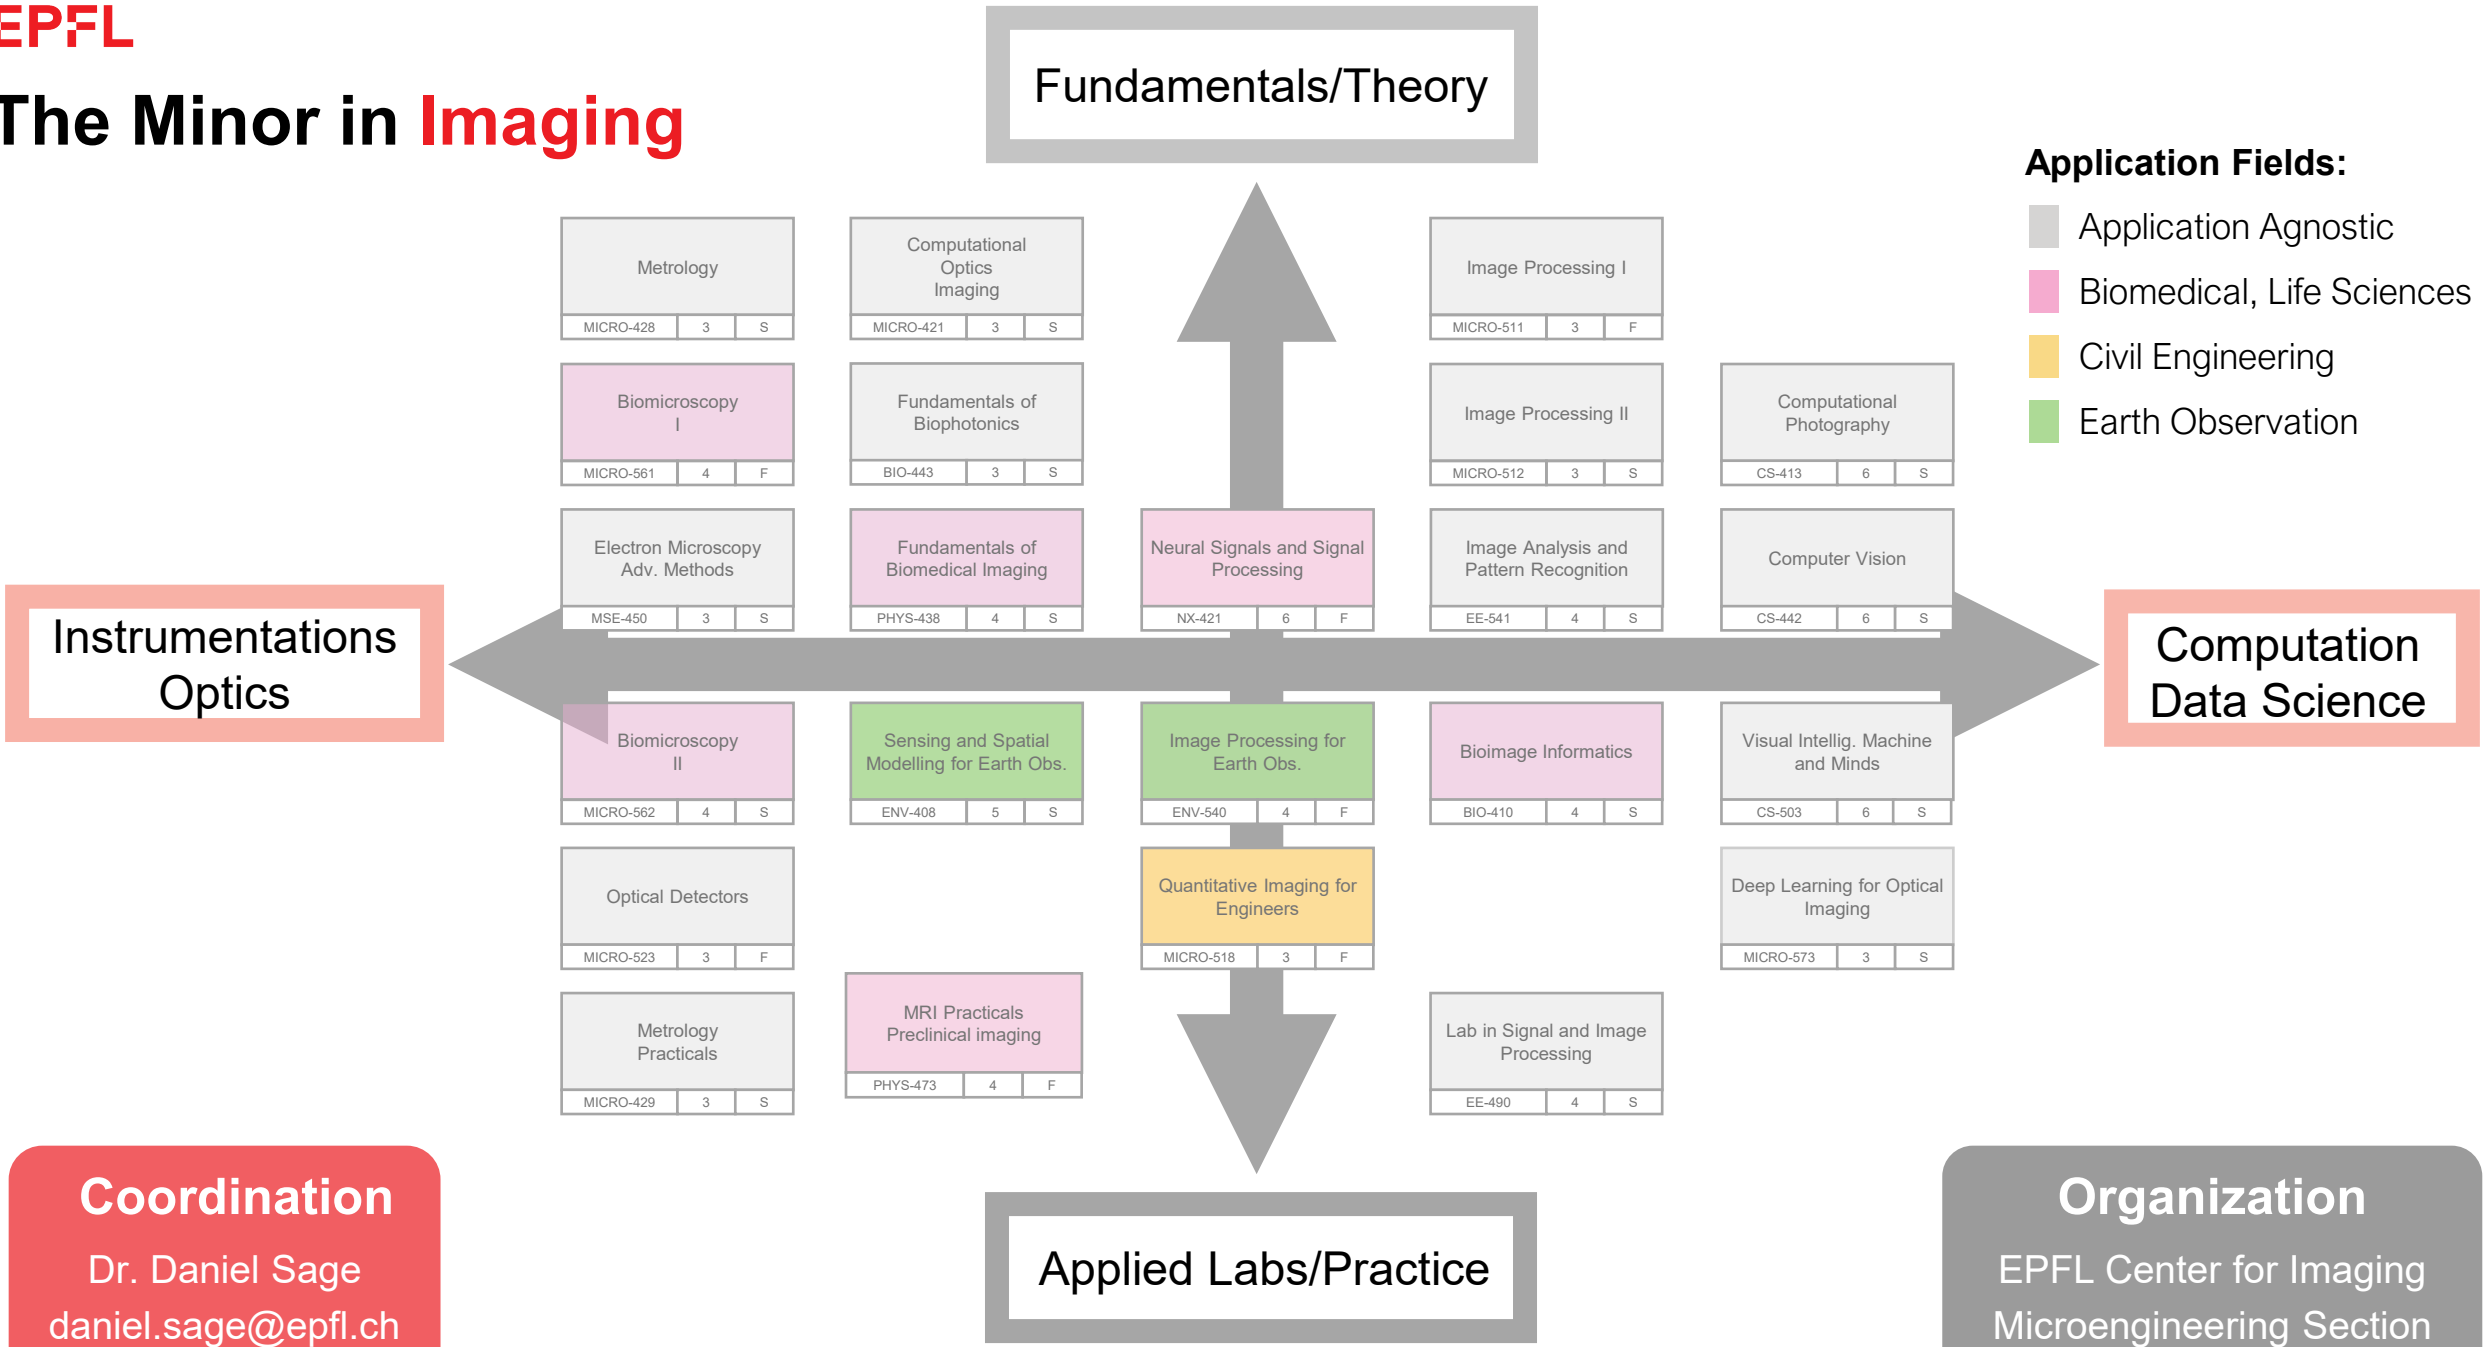 EPFL
The Minor in Imaging
Fundamentals/Theory
Application Fields:
Application Agnostic
Biomedical, Life Sciences
Civil Engineering
Earth Observation
Metrology
MICRO-428 3 S
Computational
Optics
Imaging
MICRO-421 3 S
Image Processing I
MICRO-511 3 F
Biomicroscopy
I
MICRO-561 4 F
Fundamentals of
Biophotonics
BIO-443 3 S
Image Processing II
MICRO-512 3 S
Computational
Photography
CS-413 6 S
Electron Microscopy
Adv. Methods
MSE-450 3 S
Fundamentals of
Biomedical Imaging
PHYS-438 4 S
Neural Signals and Signal
Processing
NX-421 6 F
Image Analysis and
Pattern Recognition
EE-541 4 S
Computer Vision
CS-442 6 S
Instrumentations
Optics
Computation
Data Science
Biomicroscopy
II
MICRO-562 4 S
Sensing and Spatial
Modelling for Earth Obs.
ENV-408 5 S
Image Processing for
Earth Obs.
ENV-540 4 F
Bioimage Informatics
BIO-410 4 S
Visual Intellig. Machine
and Minds
CS-503 6 S
Optical Detectors
MICRO-523 3 F
Quantitative Imaging for
Engineers
MICRO-518 3 F
Deep Learning for Optical
Imaging
MICRO-573 3 S
Metrology
Practicals
MICRO-429 3 S
MRI Practicals
Preclinical imaging
PHYS-473 4 F
Lab in Signal and Image
Processing
EE-490 4 S
Coordination
Dr. Daniel Sage
daniel.sage@epfl.ch
Applied Labs/Practice
Organization
EPFL Center for Imaging
Microengineering Section